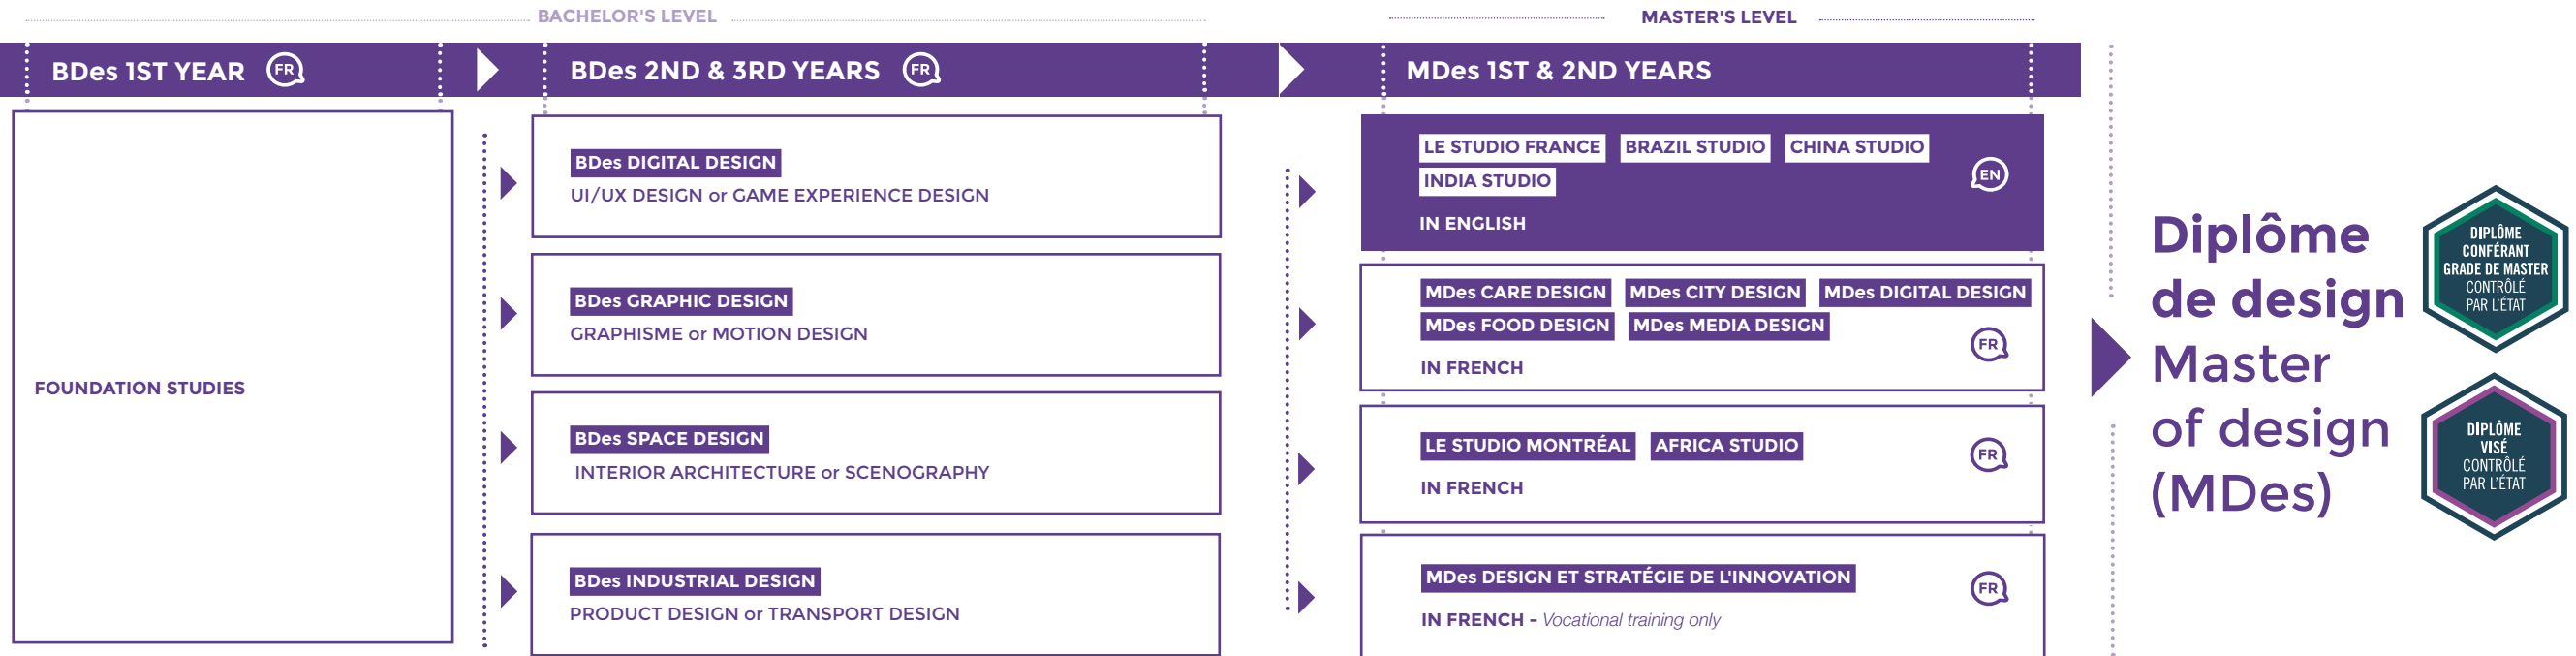 BACHELOR'S LEVEL
MASTER'S LEVEL
BDes 1ST YEAR FR
BDes 2ND & 3RD YEARS FR
MDes 1ST & 2ND YEARS
FOUNDATION STUDIES
BDes DIGITAL DESIGN
UI/UX DESIGN or GAME EXPERIENCE DESIGN
BDes GRAPHIC DESIGN
GRAPHISME or MOTION DESIGN
BDes SPACE DESIGN
INTERIOR ARCHITECTURE or SCENOGRAPHY
BDes INDUSTRIAL DESIGN
PRODUCT DESIGN or TRANSPORT DESIGN
LE STUDIO FRANCE BRAZIL STUDIO CHINA STUDIO
INDIA STUDIO
EN
IN ENGLISH
MDes CARE DESIGN MDes CITY DESIGN MDes DIGITAL DESIGN
MDes FOOD DESIGN MDes MEDIA DESIGN
FR
IN FRENCH
LE STUDIO MONTRÉAL AFRICA STUDIO
FR
IN FRENCH
MDes DESIGN ET STRATÉGIE DE L'INNOVATION
FR
IN FRENCH - Vocational training only
Diplôme
de design
Master
of design
(MDes)
DIPLÔME
CONFÉRANT
GRADE DE MASTER
CONTRÔLÉ
PAR L'ÉTAT
DIPLÔME
VISÉ
CONTRÔLÉ
PAR L'ÉTAT